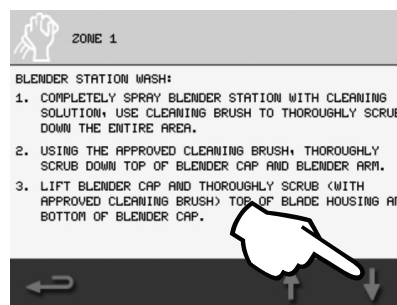 ZONE 1
BLENDER STATION WASH:
1. COMPLETELY SPRAY BLENDER STATION WITH CLEANING
SOLUTION, USE CLEANING BRUSH TO THOROUGHLY SCRUB
DOWN THE ENTIRE AREA.
2. USING THE APPROVED CLEANING BRUSH, THOROUGHLY
SCRUB DOWN TOP OF BLENDER CAP AND BLENDER ARM.
3. LIFT BLENDER CAP AND THOROUGHLY SCRUB (WITH
APPROVED CLEANING BRUSH) TOP OF BLADE HOUSING
BOTTOM OF BLENDER CAP.